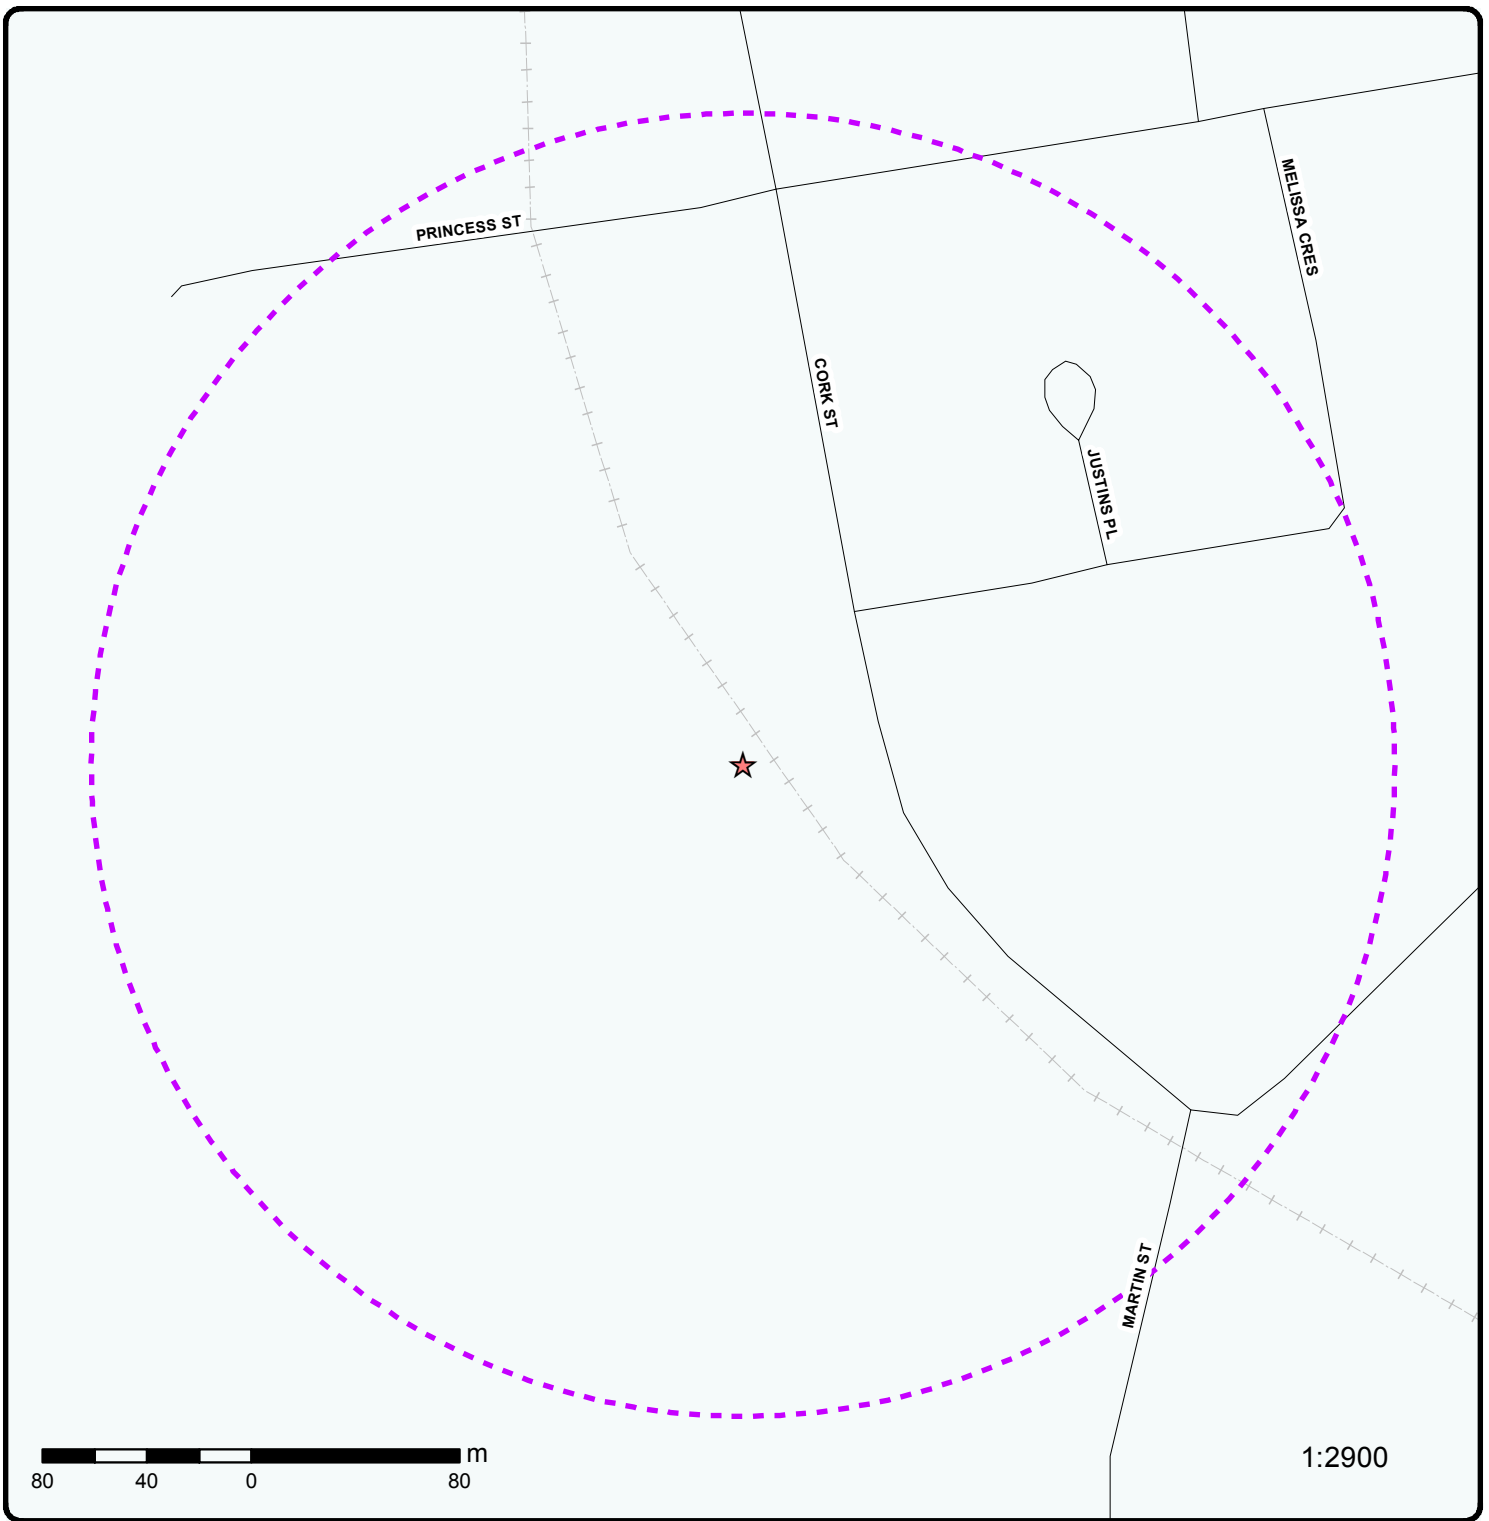 MELISSA CRES
PRINCESS ST
CORK ST
JUSTINS PL
MARTIN ST
m
80 40 0 80
1:2900